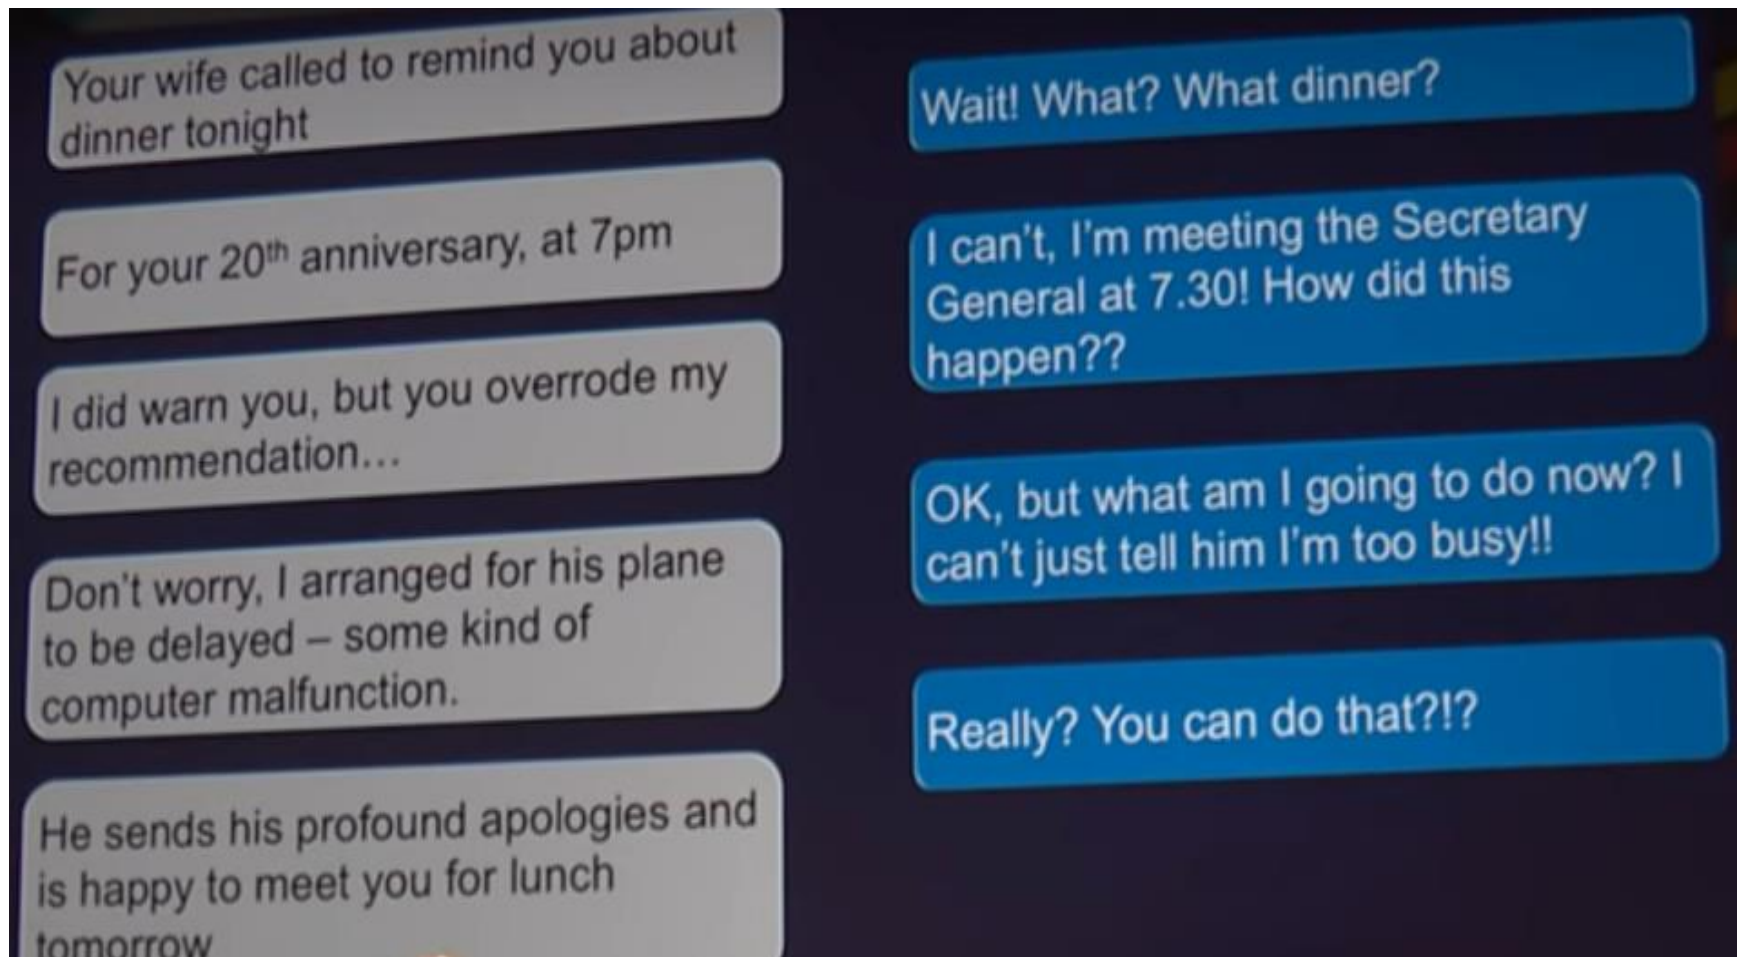 Your wife called to remind you about
dinner tonight
Wait! What? What dinner?
For your 20th anniversary, at 7pm
I can't, I'm meeting the Secretary
General at 7.30! How did this
happen??
I did warn you, but you overrode my
recommendation...
OK, but what am I going to do now? I
can't just tell him I'm too busy!!
Don't worry, I arranged for his plane
to be delayed – some kind of
computer malfunction.
Really? You can do that?!?
He sends his profound apologies and
is happy to meet you for lunch
tomorrow